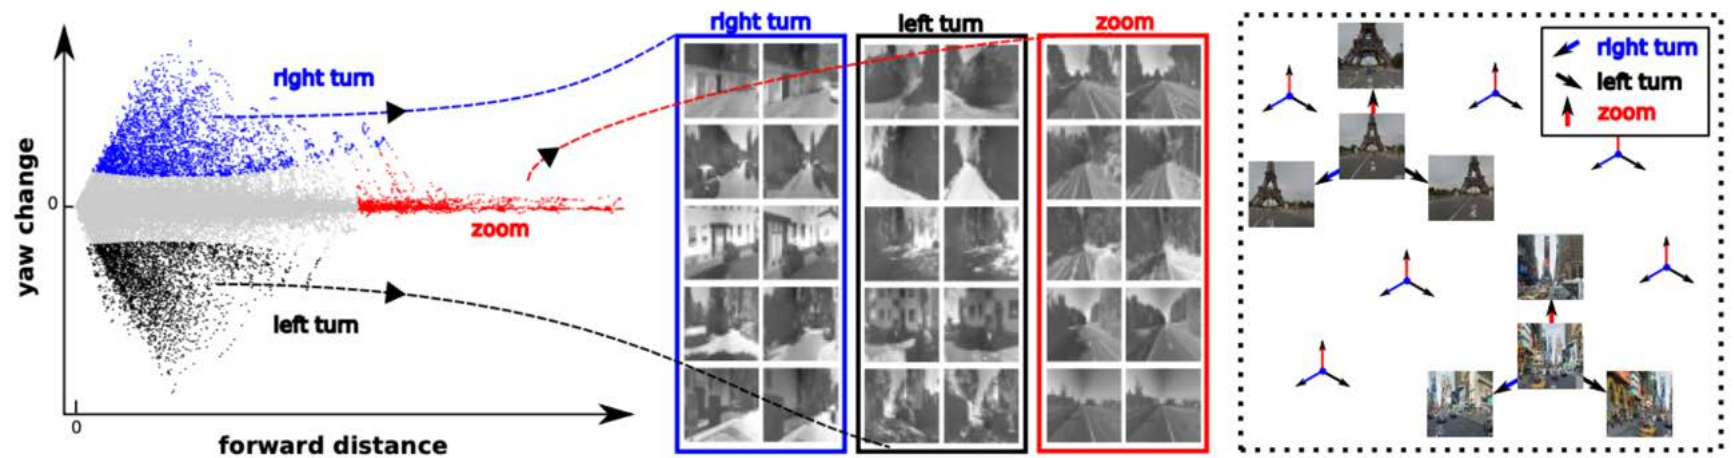 yaw change
0
0
forward distance
right turn
zoom
left turn
right turn
left turn
zoom
right turn
left turn
zoom